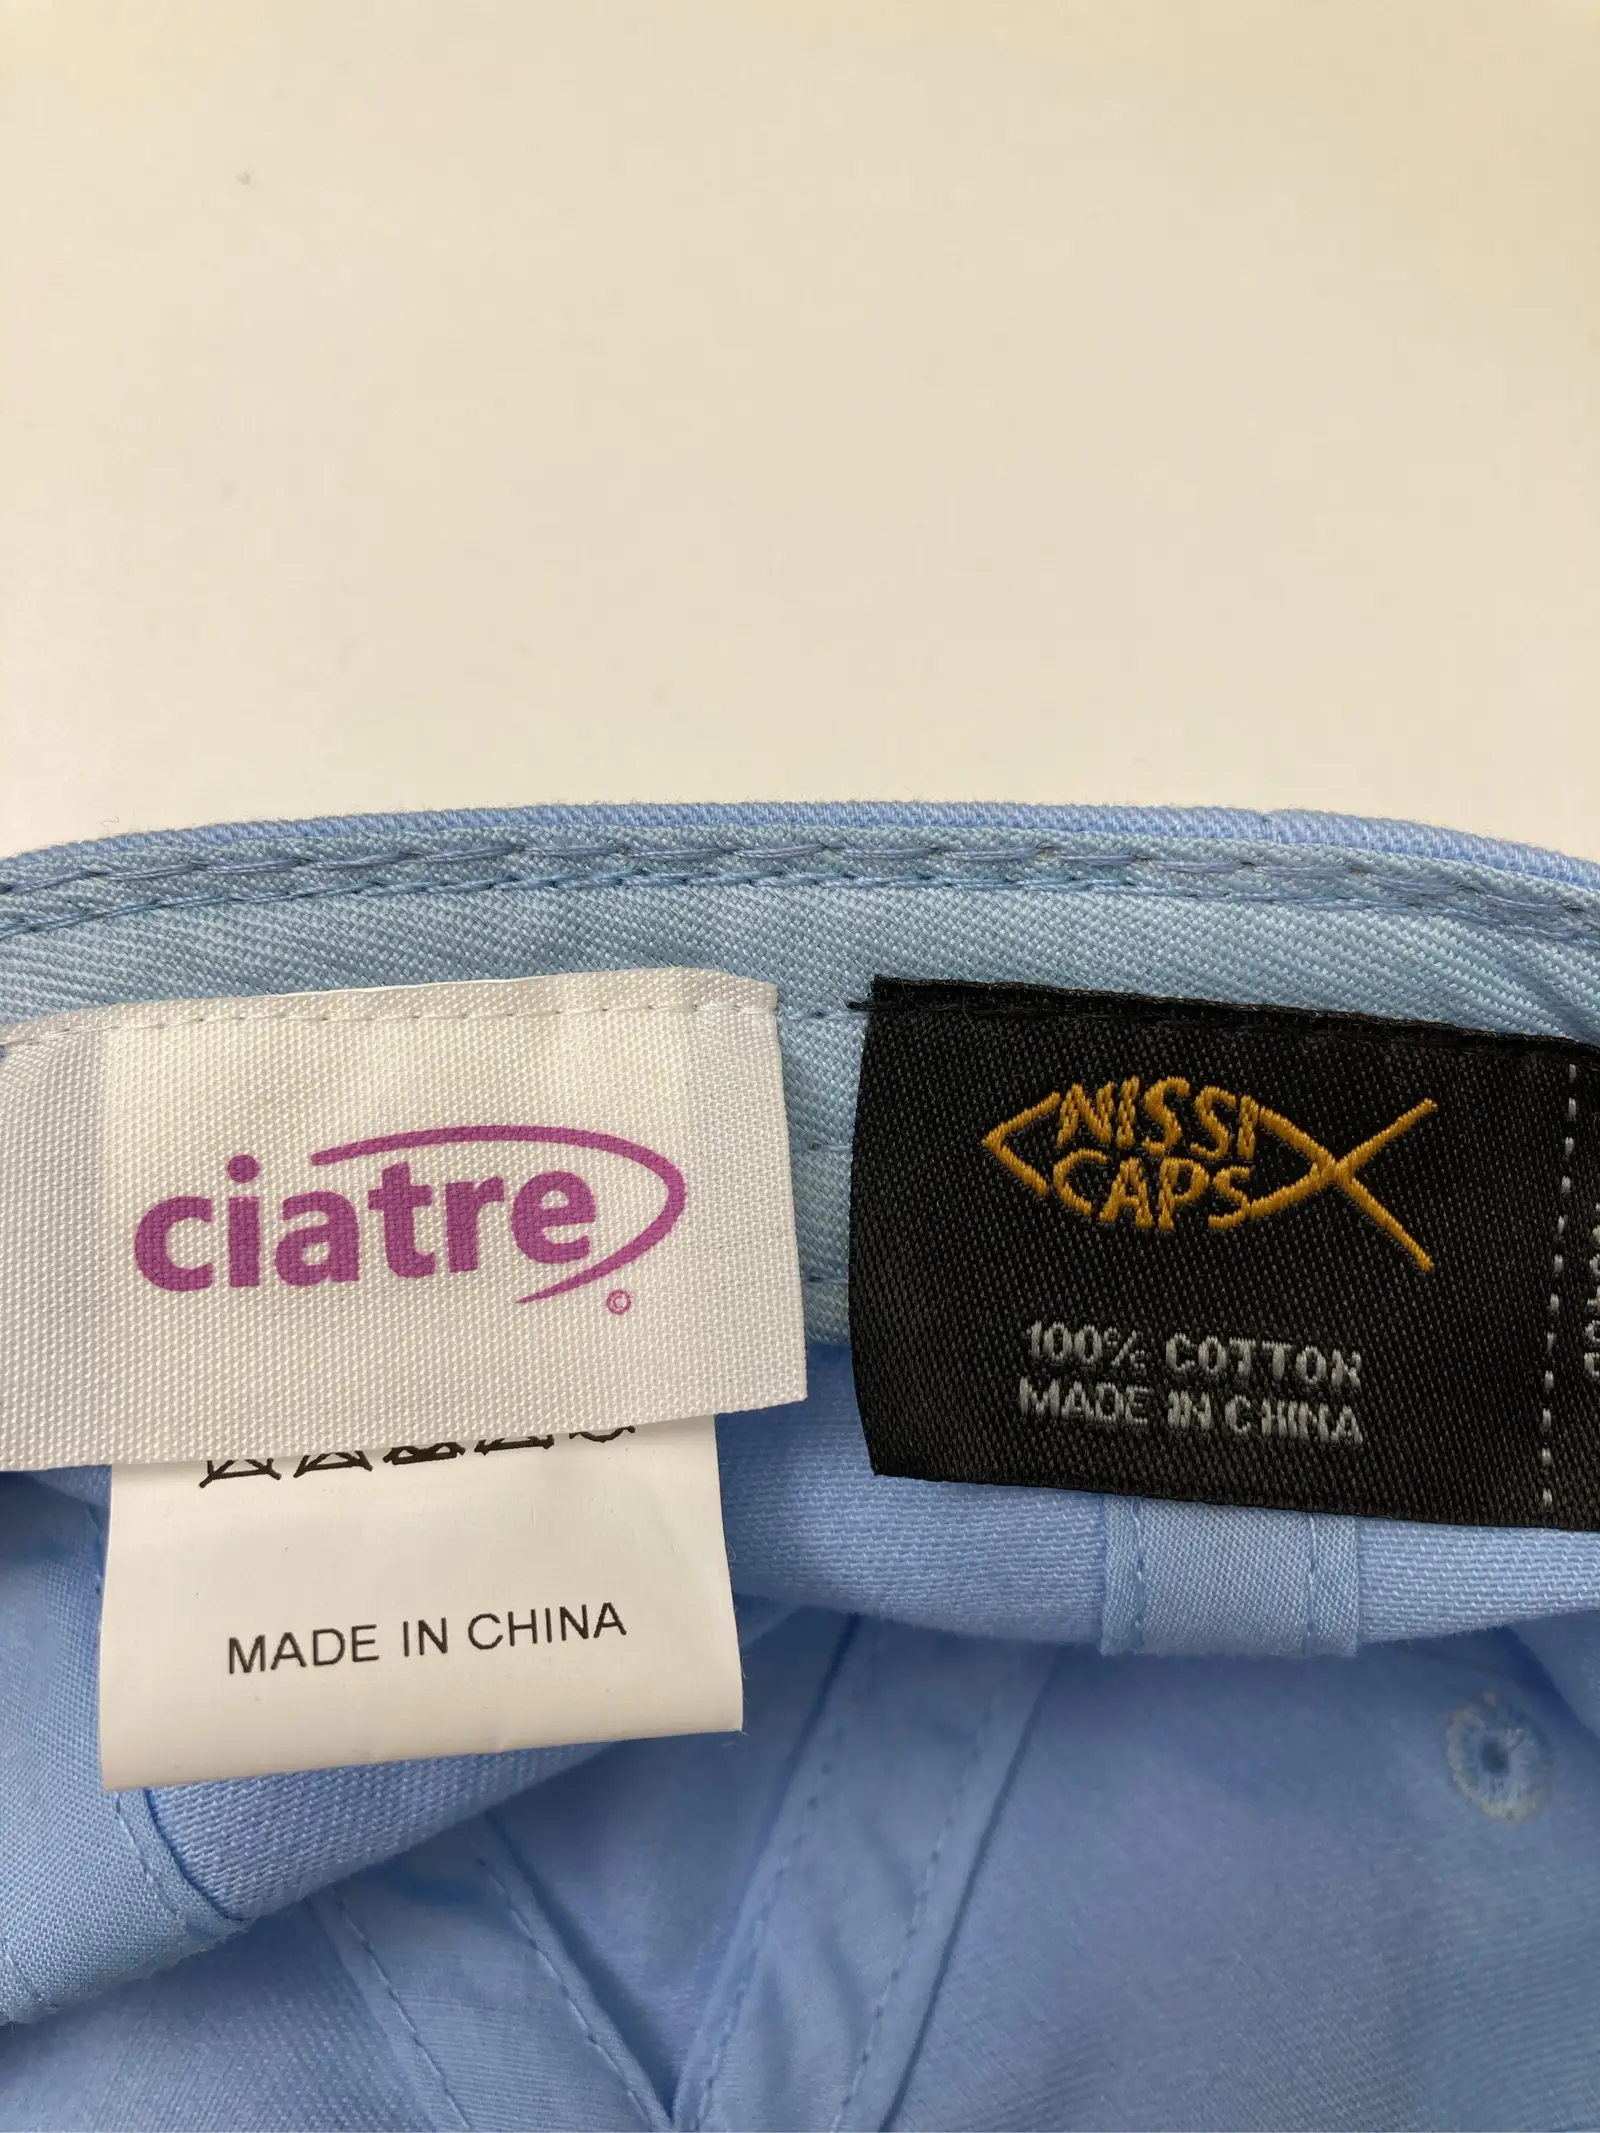 ciatre
©
MADE IN CHINA
NISSI
CAPS
100% COTTON
MADE IN CHINA